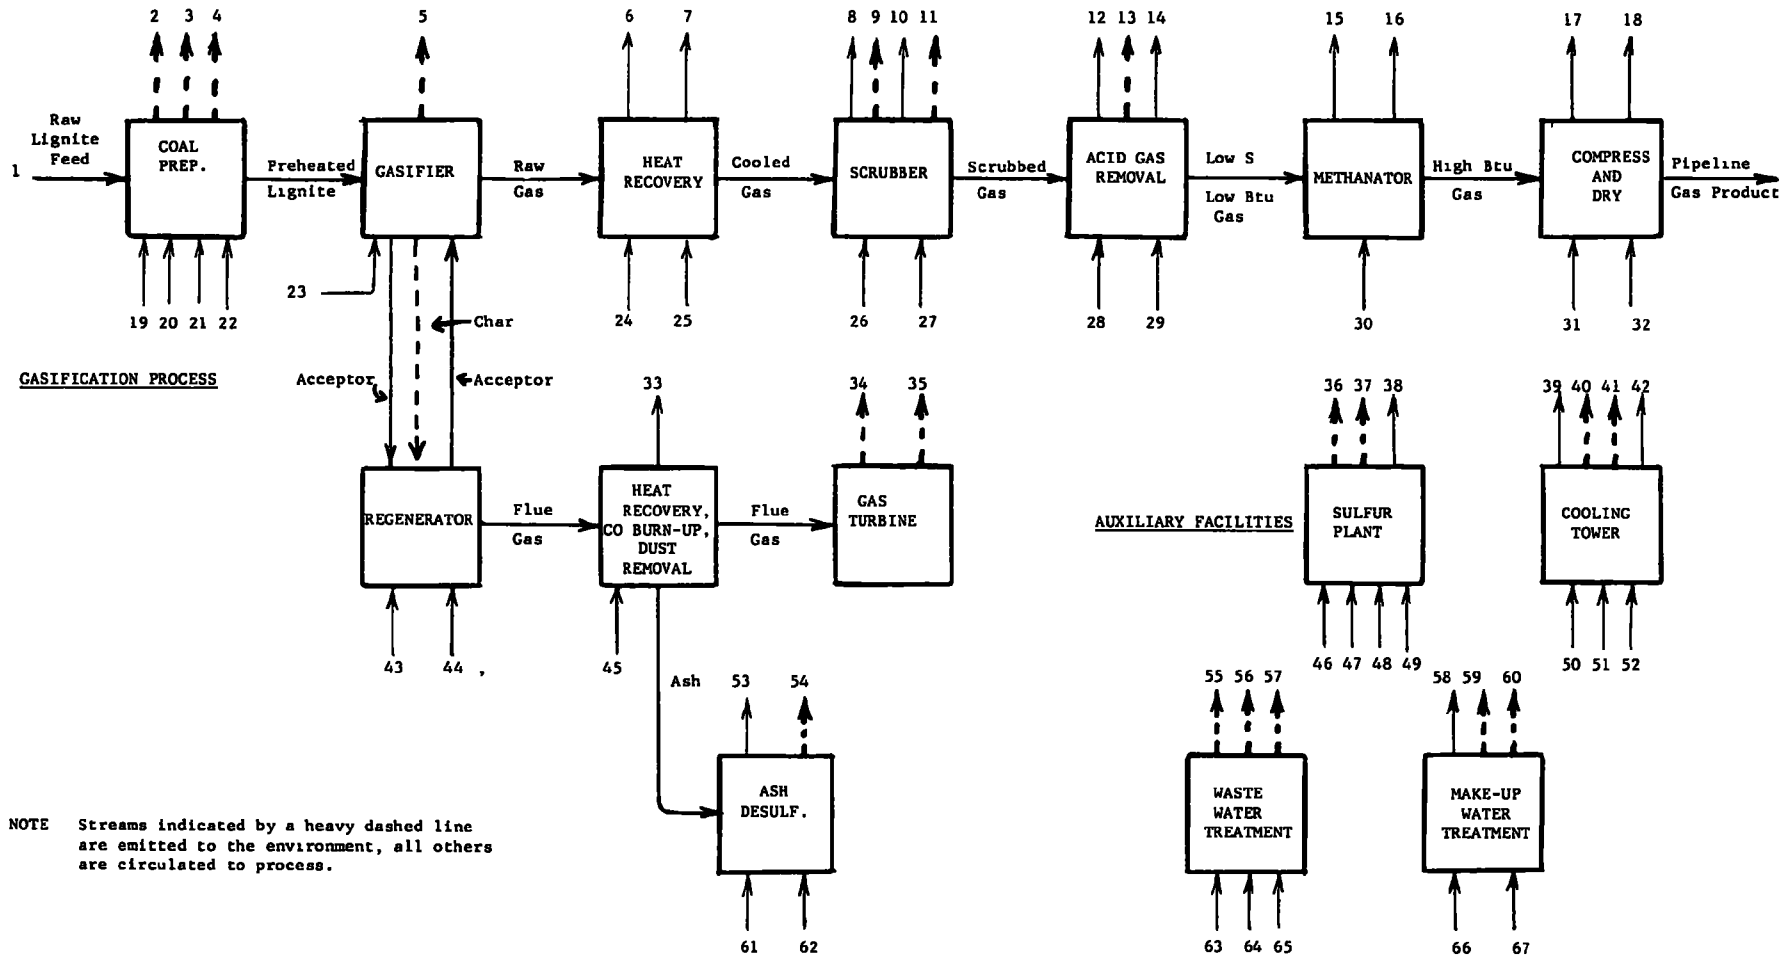 2 3 4 5 6 7 8 9 10 11 12 13 14 15 16 17 18
1
Raw
Lignite
Feed
COAL
PREP.
Preheated
Lignite
GASIFIER
Raw
Gas
HEAT
RECOVERY
Cooled
Gas
SCRUBBER
Scrubbed
Gas
ACID GAS
REMOVAL
Low S
Low Btu
Gas
METHANATOR
High Btu
Gas
COMPRESS
AND
DRY
Pipeline
Gas Product
23
19 20 21 22 24 25 26 27 28 29 30 31 32
Char
GASIFICATION PROCESS
Acceptor
Acceptor
33 34 35 36 37 38 39 40 41 42
REGENERATOR
Flue
Gas
HEAT
RECOVERY,
CO BURN-UP,
DUST
REMOVAL
Flue
Gas
GAS
TURBINE
AUXILIARY FACILITIES
SULFUR
PLANT
COOLING
TOWER
43 44 45 46 47 48 49 50 51 52
Ash
53 54 55 56 57 58 59 60
ASH
DESULF.
WASTE
WATER
TREATMENT
MAKE-UP
WATER
TREATMENT
NOTE Streams indicated by a heavy dashed line
are emitted to the environment, all others
are circulated to process.
61 62 63 64 65 66 67